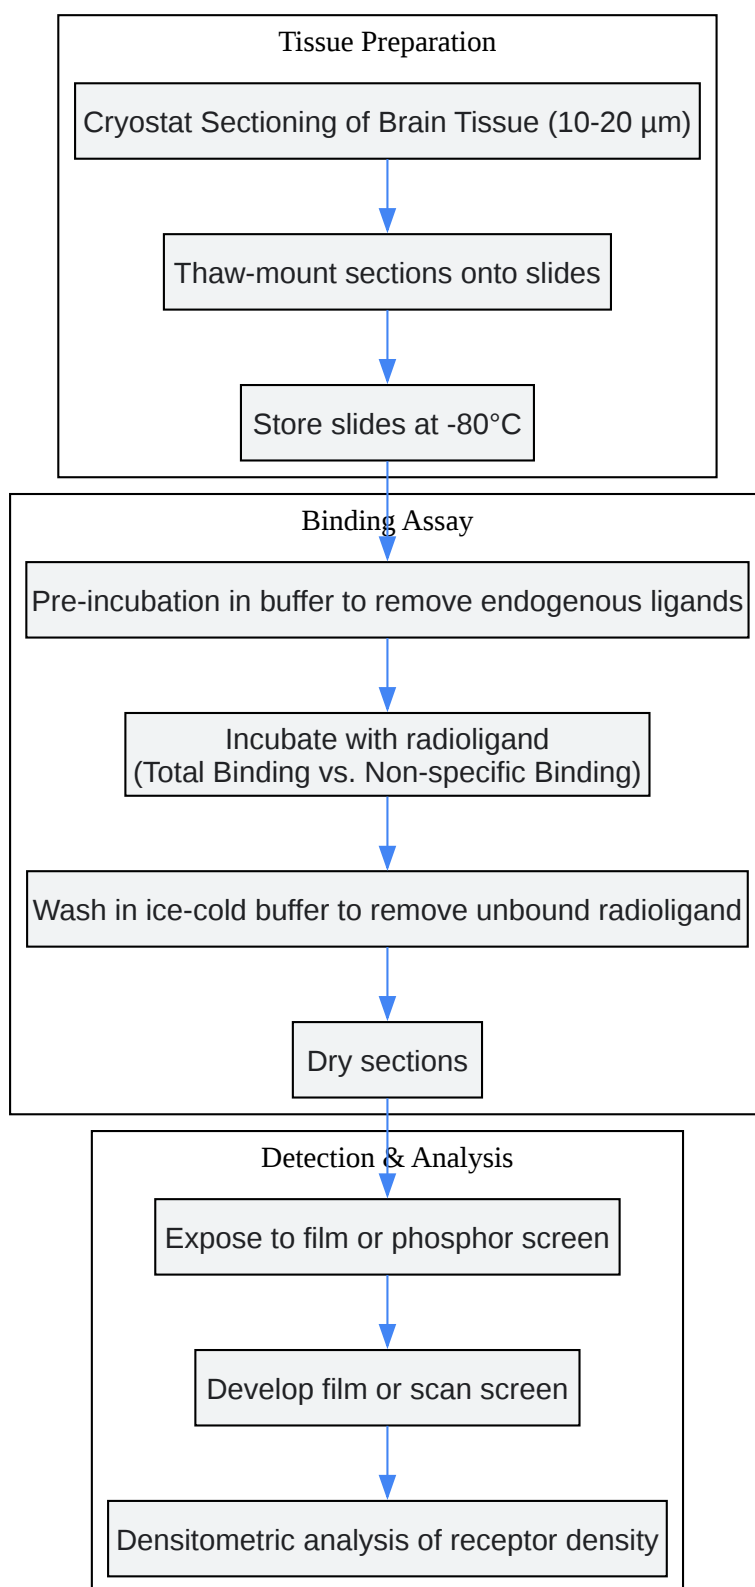 Tissue Preparation
Cryostat Sectioning of Brain Tissue (10-20 µm)
Thaw-mount sections onto slides
Store slides at -80°C
Binding Assay
Pre-incubation in buffer to remove endogenous ligands
Incubate with radioligand
(Total Binding vs. Non-specific Binding)
Wash in ice-cold buffer to remove unbound radioligand
Dry sections
Detection & Analysis
Expose to film or phosphor screen
Develop film or scan screen
Densitometric analysis of receptor density